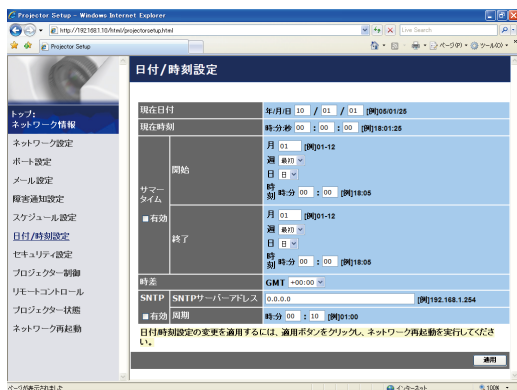 Projector Setup - Windows Internet Explorer
http://192.168.1.10/html/projectorsetup.html
Live Search
Projector Setup
ページ(P)
ツール(O)
日付/時刻設定
トップ:
ネットワーク情報
ネットワーク設定
ポート設定
メール設定
障害通知設定
スケジュール設定
日付/時刻設定
セキュリティ設定
プロジェクター制御
リモートコントロール
プロジェクター状態
ネットワーク再起動
現在日付 年/月/日 10 / 01 / 01 [例]05/01/25
現在時刻 時:分:秒 00 : 00 : 00 [例]18:01:25
サマータイム
■有効
開始
月 01 [例]01-12
週 最初
日 日
時刻 時:分 00 : 00 [例]18:05
終了
月 01 [例]01-12
週 最初
日 日
時刻 時:分 00 : 00 [例]18:05
時差 GMT +00:00
SNTP SNTPサーバーアドレス 0.0.0.0 [例]192.168.1.254
■有効 周期 時:分 00 : 10 [例]01:00
日付/時刻設定の変更を適用するには、適用ボタンをクリックし、ネットワーク再起動を実行してください。
適用
ページが表示されました
インターネット
100%